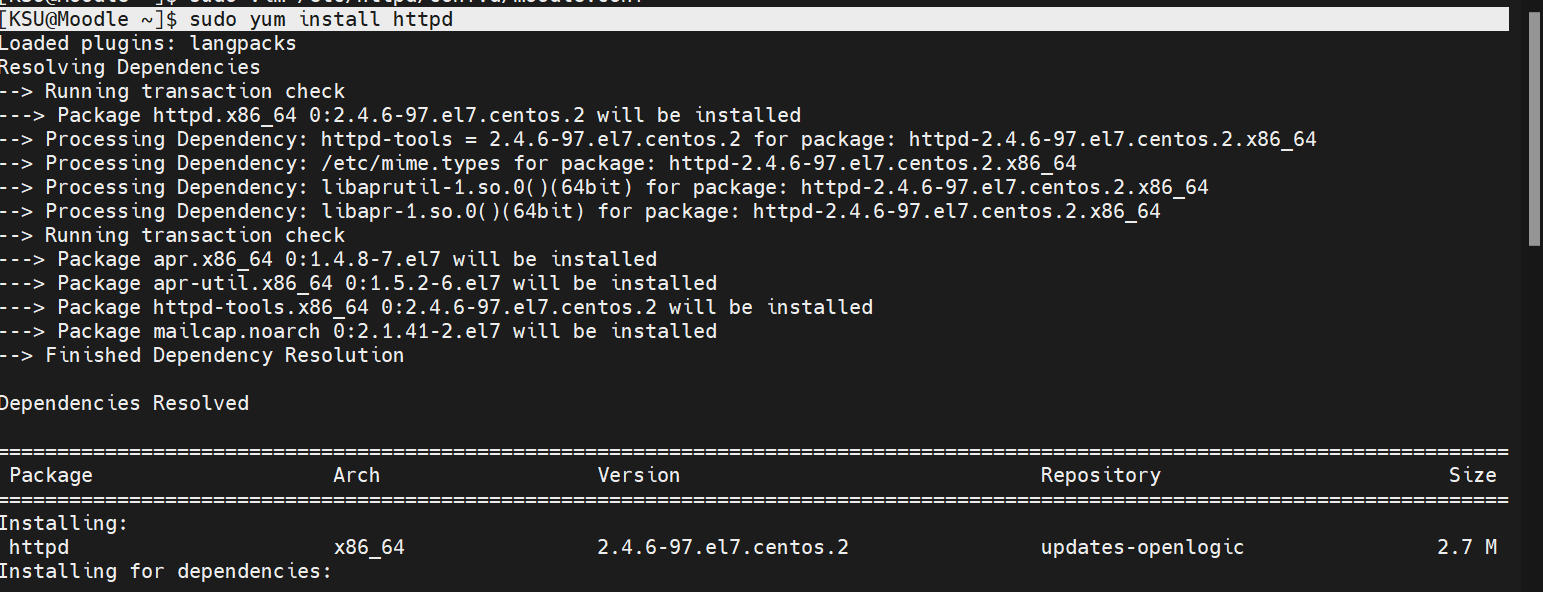 [KSU@Moodle ~]$ sudo vim /etc/httpd/conf.d/moodle.conf
[KSU@Moodle ~]$ sudo yum install httpd
Loaded plugins: langpacks
Resolving Dependencies
--> Running transaction check
---> Package httpd.x86_64 0:2.4.6-97.el7.centos.2 will be installed
--> Processing Dependency: httpd-tools = 2.4.6-97.el7.centos.2 for package: httpd-2.4.6-97.el7.centos.2.x86_64
--> Processing Dependency: /etc/mime.types for package: httpd-2.4.6-97.el7.centos.2.x86_64
--> Processing Dependency: libaprutil-1.so.0()(64bit) for package: httpd-2.4.6-97.el7.centos.2.x86_64
--> Processing Dependency: libapr-1.so.0()(64bit) for package: httpd-2.4.6-97.el7.centos.2.x86_64
--> Running transaction check
---> Package apr.x86_64 0:1.4.8-7.el7 will be installed
---> Package apr-util.x86_64 0:1.5.2-6.el7 will be installed
---> Package httpd-tools.x86_64 0:2.4.6-97.el7.centos.2 will be installed
---> Package mailcap.noarch 0:2.1.41-2.el7 will be installed
--> Finished Dependency Resolution
Dependencies Resolved
================================================================================
Package Arch Version Repository Size
================================================================================
Installing:
httpd x86_64 2.4.6-97.el7.centos.2 updates-openlogic 2.7 M
Installing for dependencies: